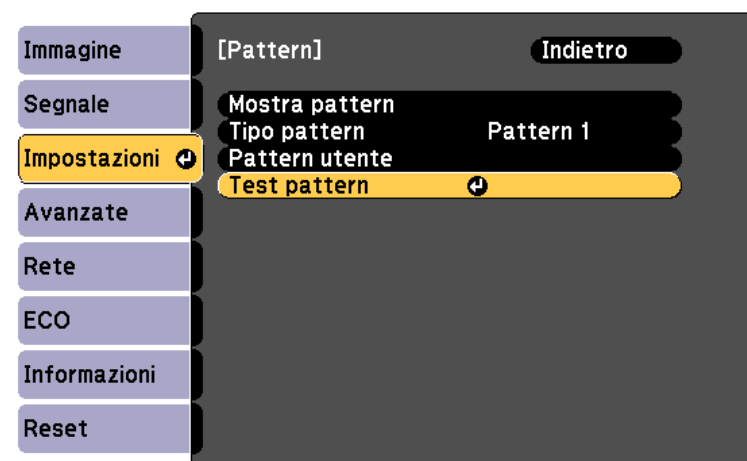 Immagine
Segnale
Impostazioni
Avanzate
Rete
ECO
Informazioni
Reset
[Pattern] Indietro
Mostra pattern
Tipo pattern Pattern 1
Pattern utente
Test pattern